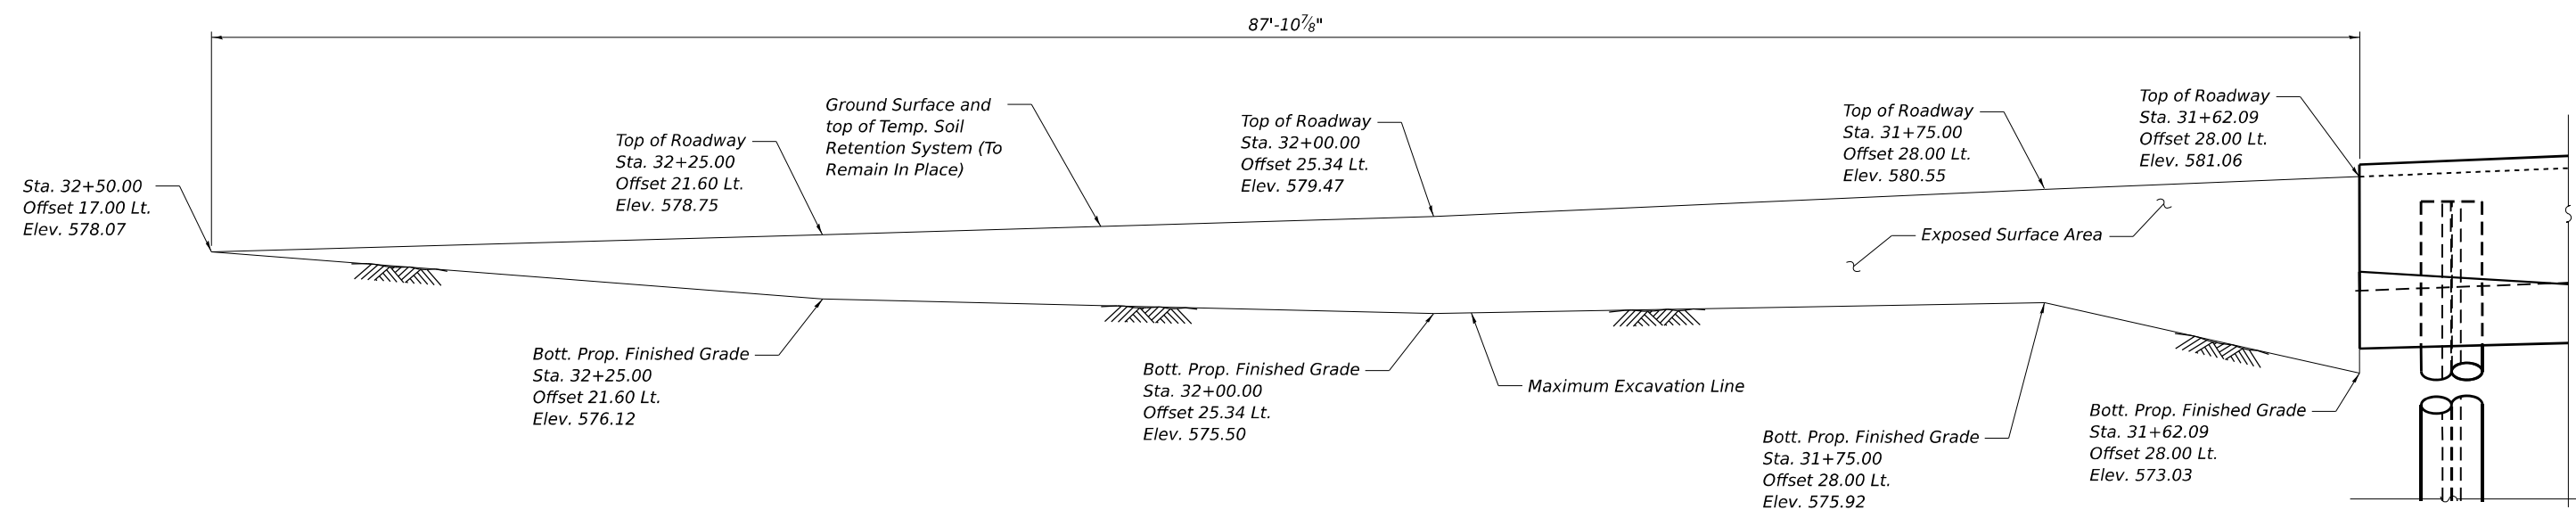 87'-10⅞"
Sta. 32+50.00
Offset 17.00 Lt.
Elev. 578.07
Top of Roadway
Sta. 32+25.00
Offset 21.60 Lt.
Elev. 578.75
Ground Surface and
top of Temp. Soil
Retention System (To
Remain In Place)
Top of Roadway
Sta. 32+00.00
Offset 25.34 Lt.
Elev. 579.47
Top of Roadway
Sta. 31+75.00
Offset 28.00 Lt.
Elev. 580.55
Top of Roadway
Sta. 31+62.09
Offset 28.00 Lt.
Elev. 581.06
Exposed Surface Area
Bott. Prop. Finished Grade
Sta. 32+25.00
Offset 21.60 Lt.
Elev. 576.12
Bott. Prop. Finished Grade
Sta. 32+00.00
Offset 25.34 Lt.
Elev. 575.50
Maximum Excavation Line
Bott. Prop. Finished Grade
Sta. 31+75.00
Offset 28.00 Lt.
Elev. 575.92
Bott. Prop. Finished Grade
Sta. 31+62.09
Offset 28.00 Lt.
Elev. 573.03